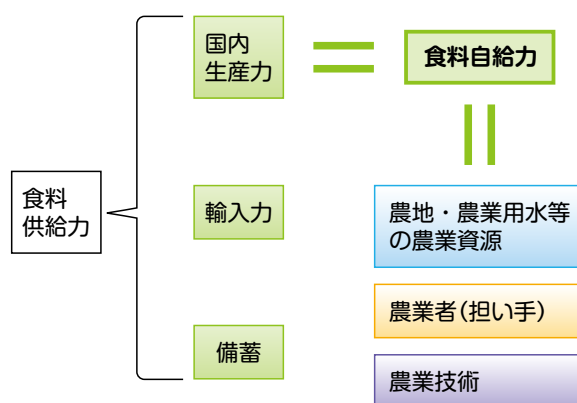 食料
供給力
国内
生産力
輸入力
備蓄
食料自給力
農地・農業用水等
の農業資源
農業者(担い手)
農業技術